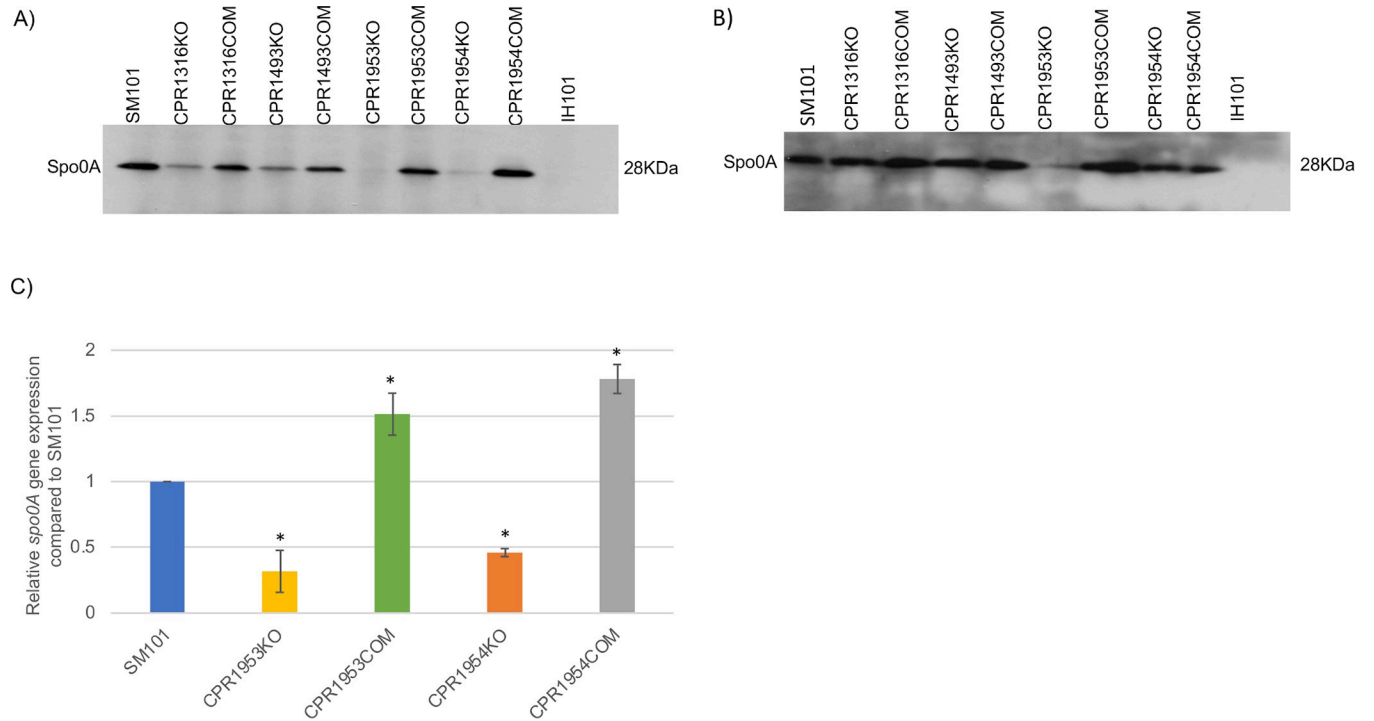 A)
SM101
CPR1316KO
CPR1316COM
CPR1493KO
CPR1493COM
CPR1953KO
CPR1953COM
CPR1954KO
CPR1954COM
IH101
Spo0A
28KDa
B)
SM101
CPR1316KO
CPR1316COM
CPR1493KO
CPR1493COM
CPR1953KO
CPR1953COM
CPR1954KO
CPR1954COM
IH101
Spo0A
28KDa
C)
Relative spo0A gene expression
compared to SM101
2
1.5
1
0.5
0
*
*
*
*
SM101
CPR1953KO
CPR1953COM
CPR1954KO
CPR1954COM